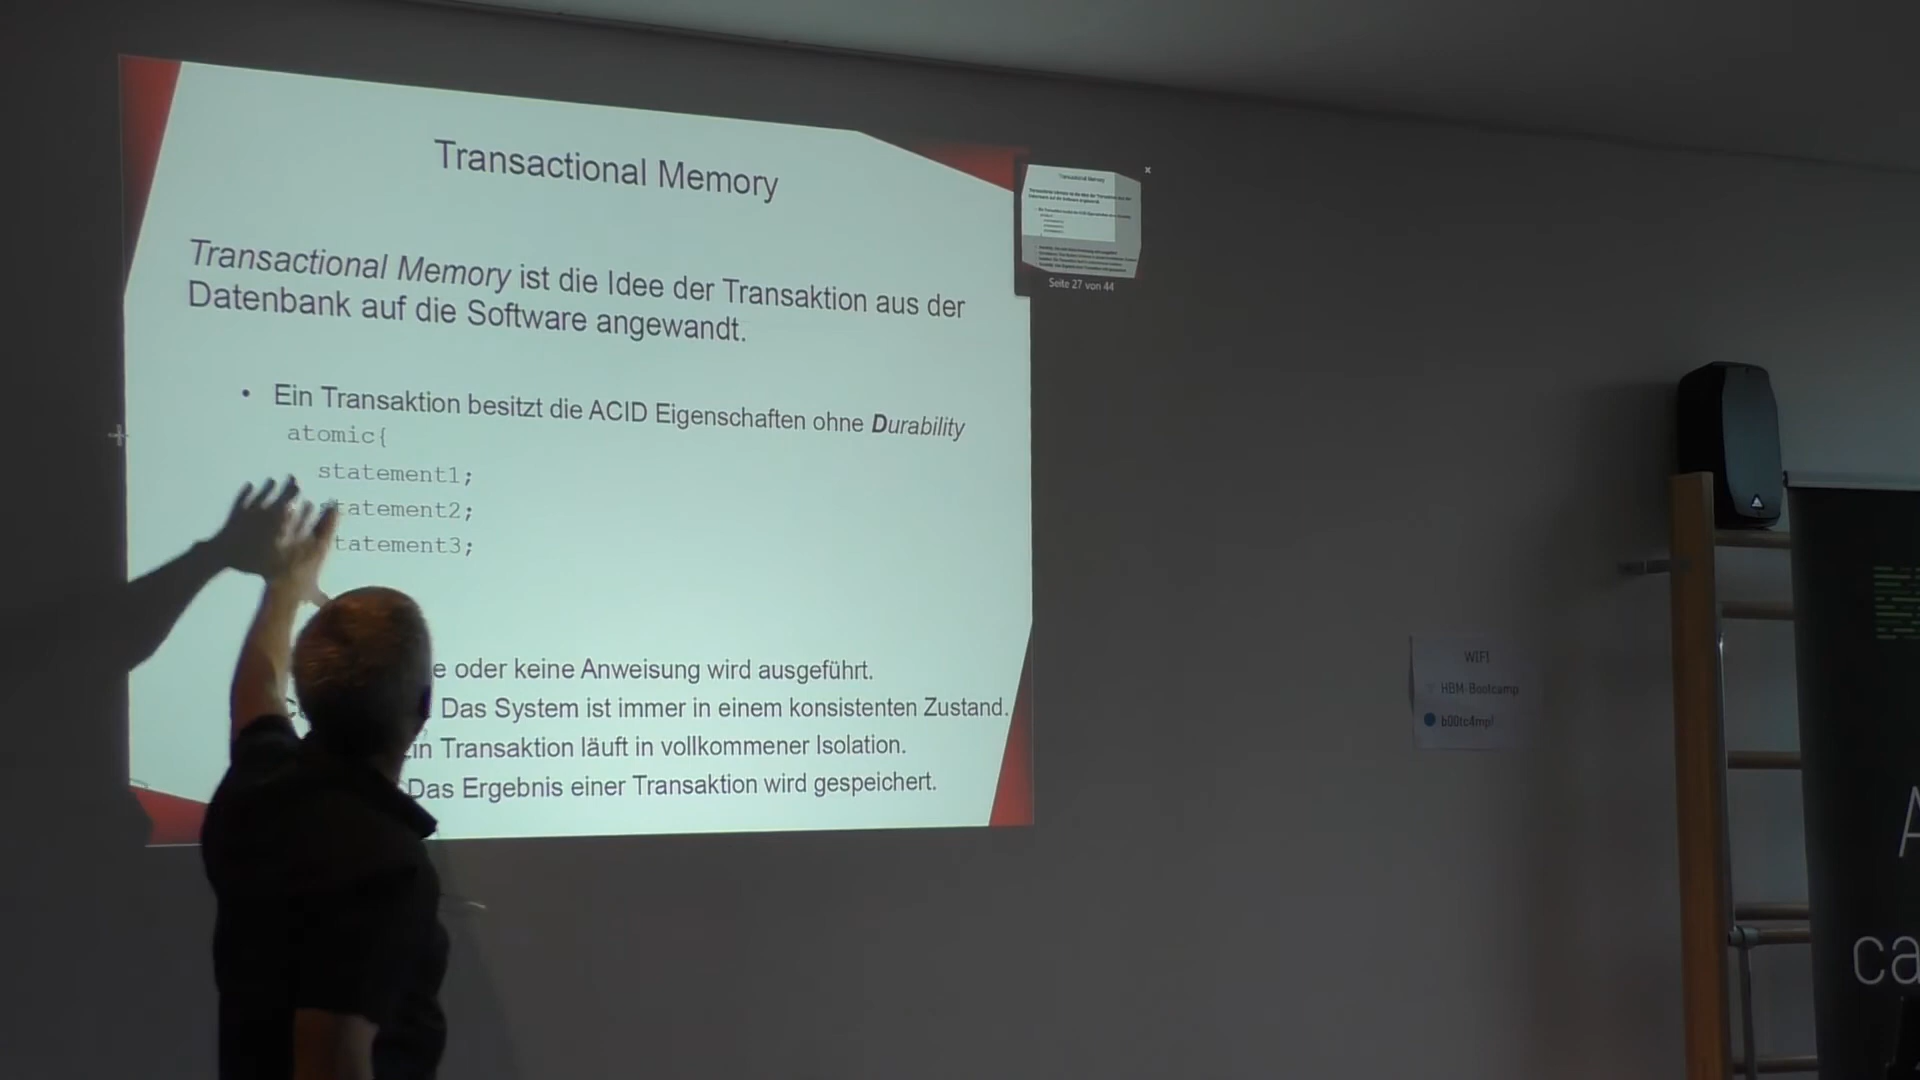 Transactional Memory
Transactional Memory ist die Idee der Transaktion aus der
Datenbank auf die Software angewandt.
• Ein Transaktion besitzt die ACID Eigenschaften ohne Durability
atomic{
statement1;
tatement2;
tatement3;
e oder keine Anweisung wird ausgeführt.
Das System ist immer in einem konsistenten Zustand.
in Transaktion läuft in vollkommener Isolation.
Das Ergebnis einer Transaktion wird gespeichert.
Transactional Memory
Seite 27 von 44
WIFI
HBM-Bootcamp
b00tc4mp!
A
ca